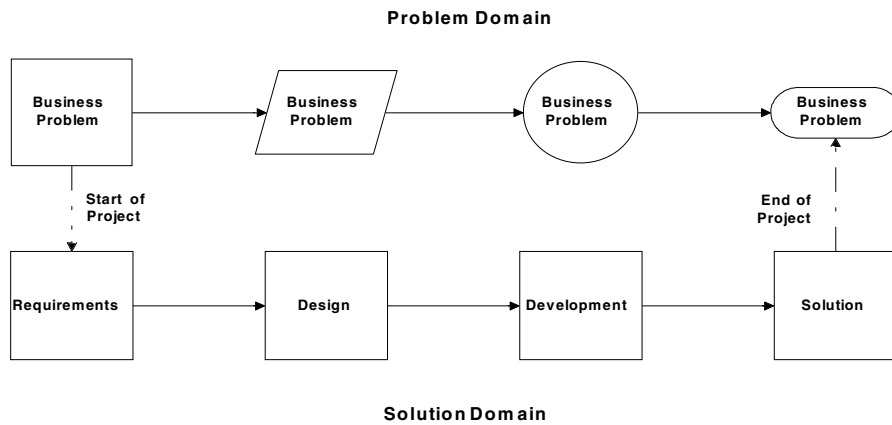 Problem Domain
Business
Problem
Business
Problem
Business
Problem
Business
Problem
Start of
Project
End of
Project
Requirements
Design
Development
Solution
Solution Domain